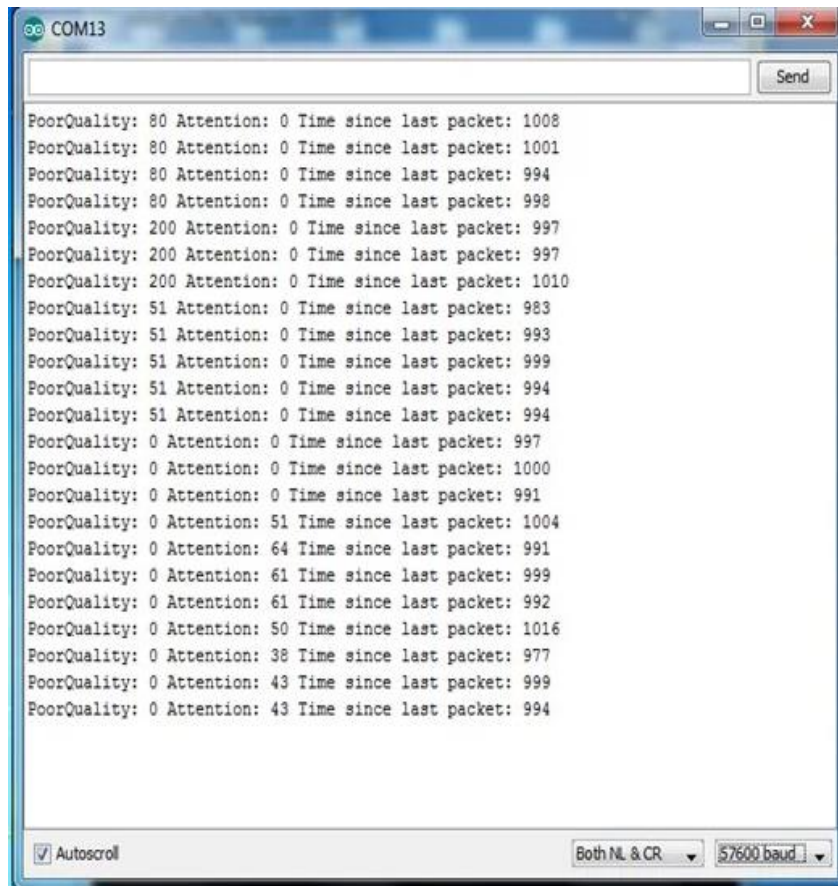 COM13
Send
PoorQuality: 80 Attention: 0 Time since last packet: 1008
PoorQuality: 80 Attention: 0 Time since last packet: 1001
PoorQuality: 80 Attention: 0 Time since last packet: 994
PoorQuality: 80 Attention: 0 Time since last packet: 998
PoorQuality: 200 Attention: 0 Time since last packet: 997
PoorQuality: 200 Attention: 0 Time since last packet: 997
PoorQuality: 200 Attention: 0 Time since last packet: 1010
PoorQuality: 51 Attention: 0 Time since last packet: 983
PoorQuality: 51 Attention: 0 Time since last packet: 993
PoorQuality: 51 Attention: 0 Time since last packet: 999
PoorQuality: 51 Attention: 0 Time since last packet: 994
PoorQuality: 51 Attention: 0 Time since last packet: 994
PoorQuality: 0 Attention: 0 Time since last packet: 997
PoorQuality: 0 Attention: 0 Time since last packet: 1000
PoorQuality: 0 Attention: 0 Time since last packet: 991
PoorQuality: 0 Attention: 51 Time since last packet: 1004
PoorQuality: 0 Attention: 64 Time since last packet: 991
PoorQuality: 0 Attention: 61 Time since last packet: 999
PoorQuality: 0 Attention: 61 Time since last packet: 992
PoorQuality: 0 Attention: 50 Time since last packet: 1016
PoorQuality: 0 Attention: 38 Time since last packet: 977
PoorQuality: 0 Attention: 43 Time since last packet: 999
PoorQuality: 0 Attention: 43 Time since last packet: 994
Autoscroll Both NL & CR 57600 baud